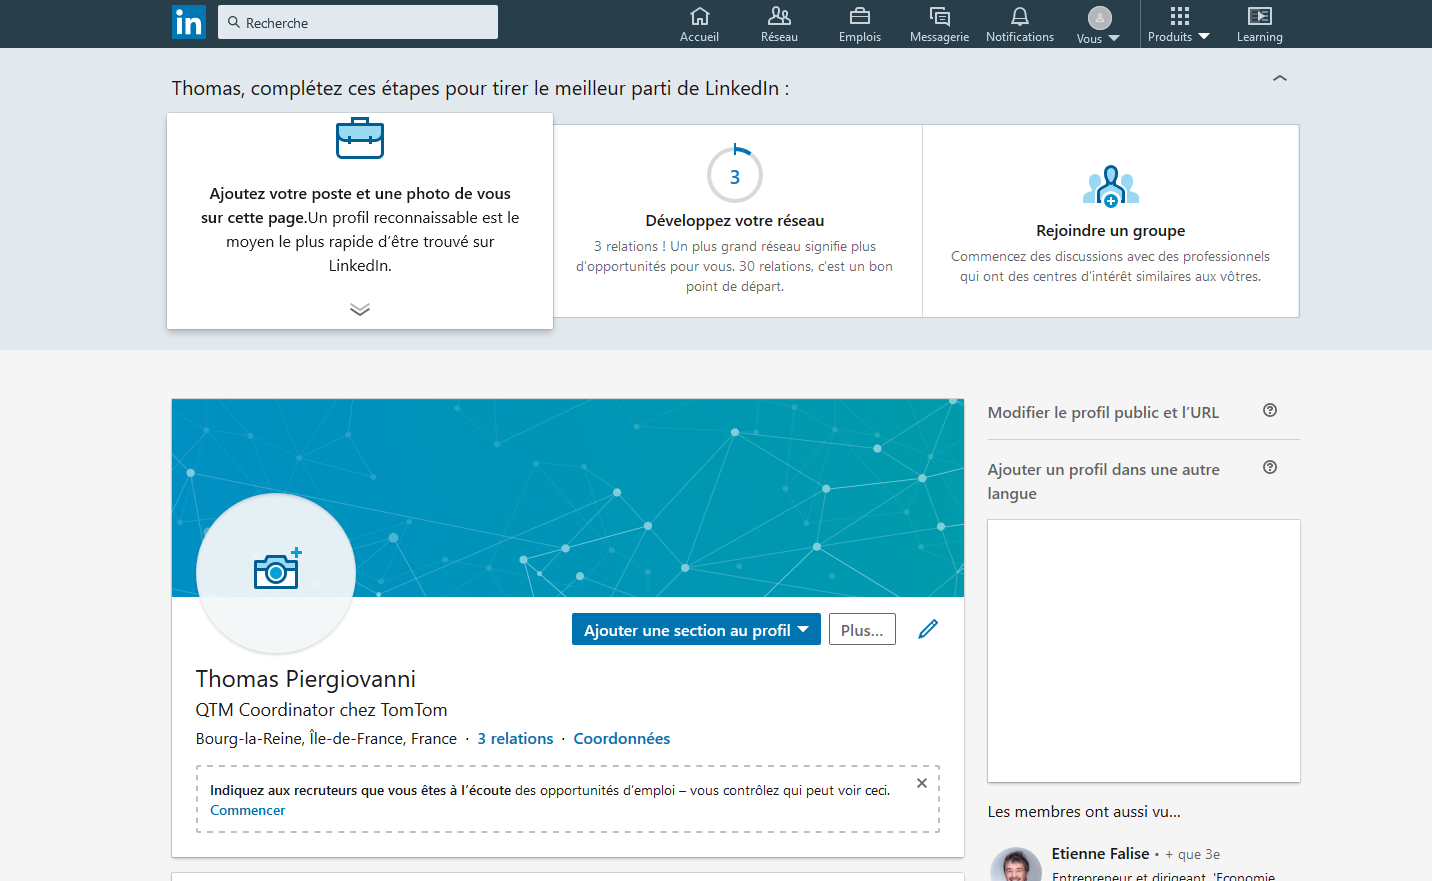 in
Recherche
Accueil
Réseau
Emplois
Messagerie
Notifications
Vous
Produits
Learning
Thomas, complétez ces étapes pour tirer le meilleur parti de LinkedIn :
Ajoutez votre poste et une photo de vous
sur cette page.Un profil reconnaissable est le
moyen le plus rapide d’être trouvé sur
LinkedIn.
3
Développez votre réseau
3 relations ! Un plus grand réseau signifie plus
d’opportunités pour vous. 30 relations, c’est un bon
point de départ.
Rejoindre un groupe
Commencez des discussions avec des professionnels
qui ont des centres d’intérêt similaires aux vôtres.
Ajouter une section au profil
Plus...
Thomas Piergiovanni
QTM Coordinator chez TomTom
Bourg-la-Reine, Île-de-France, France · 3 relations · Coordonnées
Indiquez aux recruteurs que vous êtes à l’écoute des opportunités d’emploi – vous contrôlez qui peut voir ceci.
Commencer
Modifier le profil public et l’URL
Ajouter un profil dans une autre
langue
Les membres ont aussi vu...
Etienne Falise • + que 3e
Entrepreneur et dirigeant, 'Economie